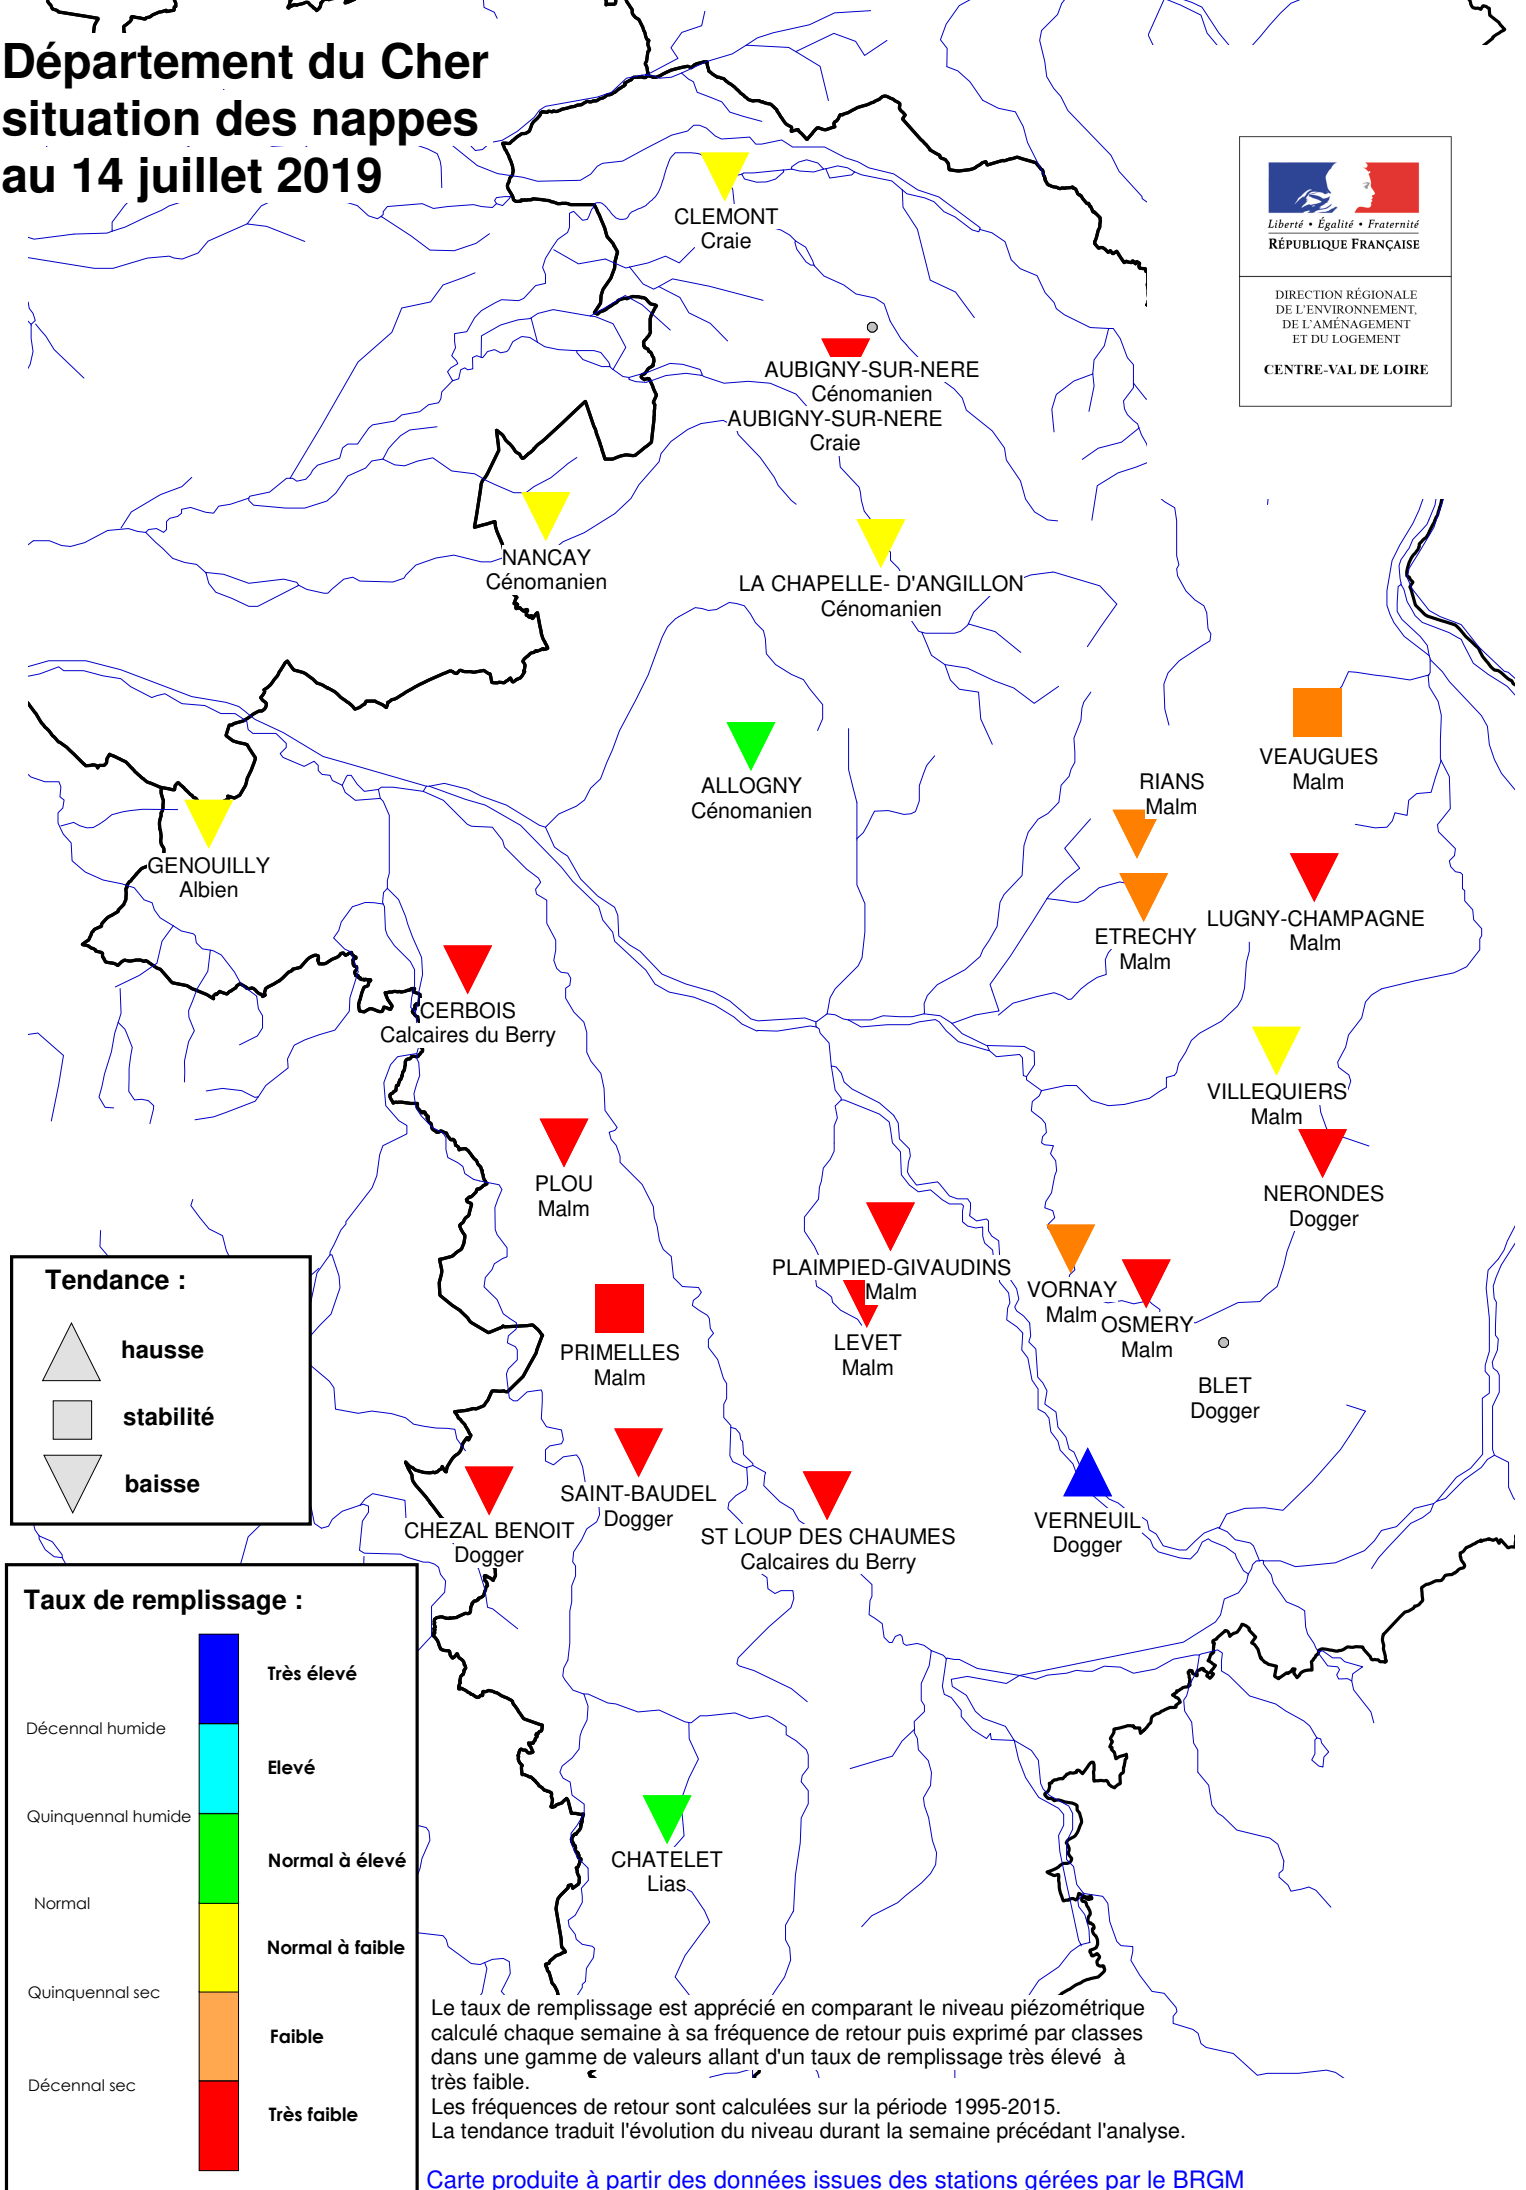 Département du Cher
situation des nappes
au 14 juillet 2019
Liberté • Égalité • Fraternité
RÉPUBLIQUE FRANÇAISE
DIRECTION RÉGIONALE
DE L'ENVIRONNEMENT,
DE L'AMÉNAGEMENT
ET DU LOGEMENT
CENTRE-VAL DE LOIRE
CLEMONT
Craie
AUBIGNY-SUR-NERE
Cénomanien
AUBIGNY-SUR-NERE
Craie
NANCAY
Cénomanien
LA CHAPELLE- D'ANGILLON
Cénomanien
ALLOGNY
Cénomanien
VEAUGUES
Malm
RIANS
Malm
GENOUILLY
Albien
LUGNY-CHAMPAGNE
Malm
ETRECHY
Malm
CERBOIS
Calcaires du Berry
VILLEQUIERS
Malm
PLOU
Malm
NERONDES
Dogger
PLAIMPIED-GIVAUDINS
Malm
VORNAY
Malm
OSMERY
Malm
LEVET
Malm
PRIMELLES
Malm
BLET
Dogger
SAINT-BAUDEL
Dogger
CHEZAL BENOIT
Dogger
ST LOUP DES CHAUMES
Calcaires du Berry
VERNEUIL
Dogger
CHATELET
Lias
Tendance :
hausse
stabilité
baisse
Taux de remplissage :
Très élevé
Décennal humide
Elevé
Quinquennal humide
Normal à élevé
Normal
Normal à faible
Quinquennal sec
Faible
Décennal sec
Très faible
Le taux de remplissage est apprécié en comparant le niveau piézométrique
calculé chaque semaine à sa fréquence de retour puis exprimé par classes
dans une gamme de valeurs allant d'un taux de remplissage très élevé à
très faible.
Les fréquences de retour sont calculées sur la période 1995-2015.
La tendance traduit l'évolution du niveau durant la semaine précédant l'analyse.
Carte produite à partir des données issues des stations gérées par le BRGM